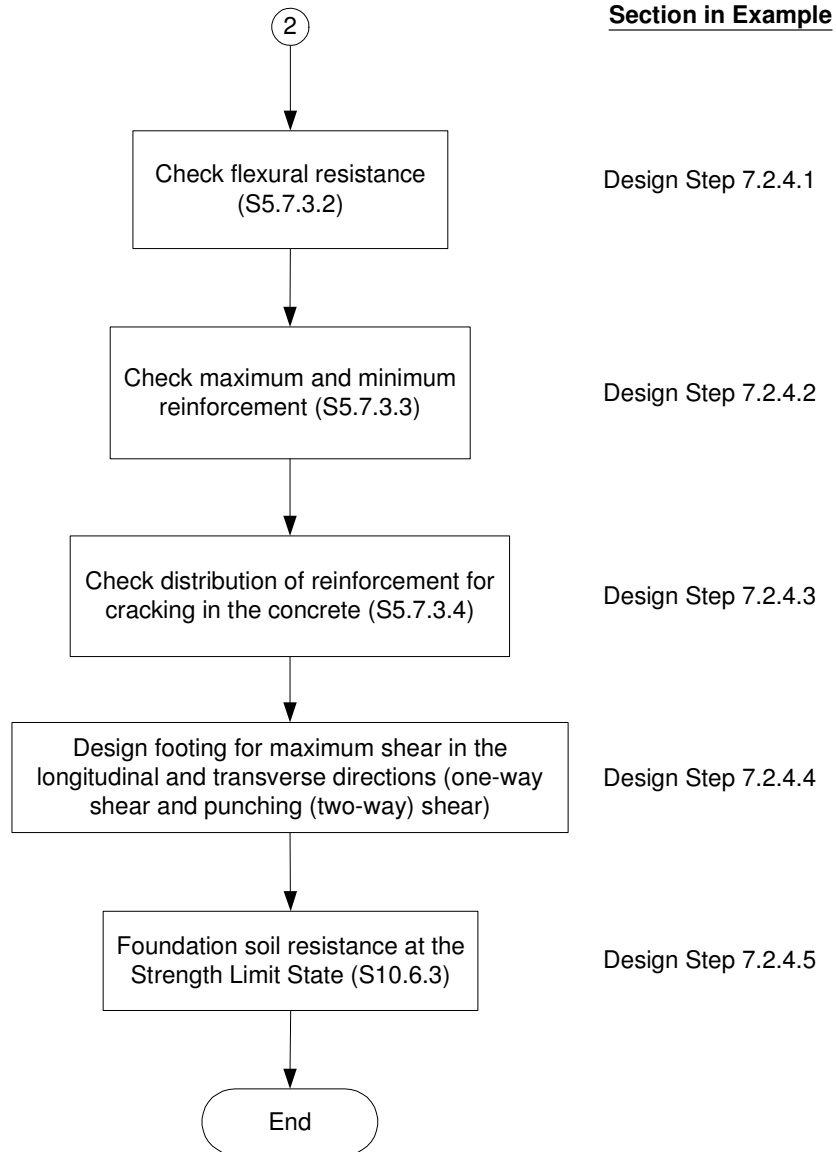 Section in Example
2
Check flexural resistance
(S5.7.3.2)
Design Step 7.2.4.1
Check maximum and minimum
reinforcement (S5.7.3.3)
Design Step 7.2.4.2
Check distribution of reinforcement for
cracking in the concrete (S5.7.3.4)
Design Step 7.2.4.3
Design footing for maximum shear in the
longitudinal and transverse directions (one-way
shear and punching (two-way) shear)
Design Step 7.2.4.4
Foundation soil resistance at the
Strength Limit State (S10.6.3)
Design Step 7.2.4.5
End